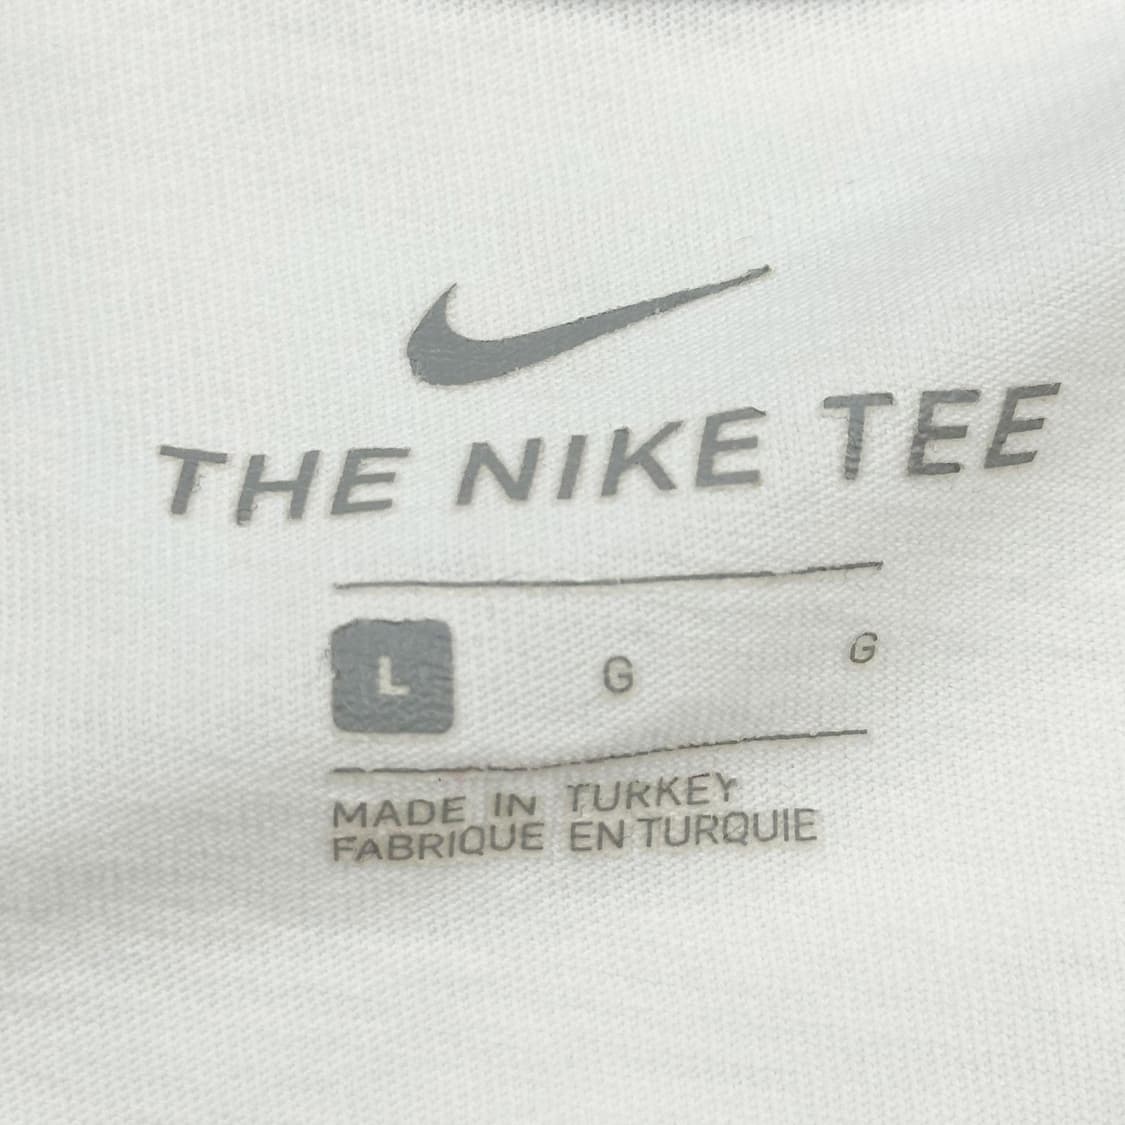 THE NIKE TEE
L G G
MADE IN TURKEY
FABRIQUE EN TURQUIE